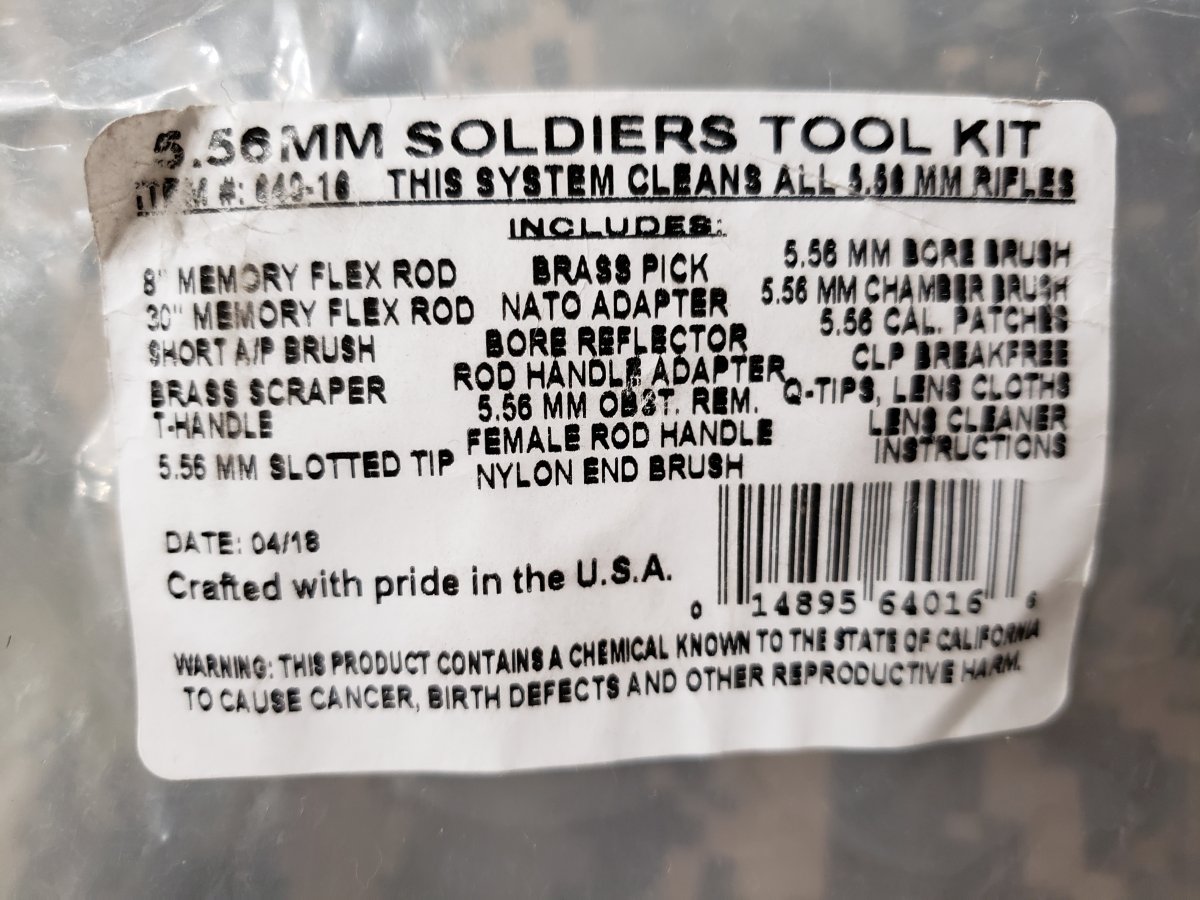 5.56MM SOLDIERS TOOL KIT
ITEM #: 640-16 THIS SYSTEM CLEANS ALL 5.56 MM RIFLES
INCLUDES:
8" MEMORY FLEX ROD
30" MEMORY FLEX ROD
SHORT A/P BRUSH
BRASS SCRAPER
T-HANDLE
5.56 MM SLOTTED TIP
BRASS PICK
NATO ADAPTER
BORE REFLECTOR
ROD HANDLE ADAPTER
5.56 MM OBST. REM.
FEMALE ROD HANDLE
NYLON END BRUSH
5.56 MM BORE BRUSH
5.56 MM CHAMBER BRUSH
5.56 CAL. PATCHES
CLP BREAKFREE
Q-TIPS, LENS CLOTHS
LENS CLEANER
INSTRUCTIONS
DATE: 04/18
Crafted with pride in the U.S.A.
0 14895 64016 6
WARNING: THIS PRODUCT CONTAINS A CHEMICAL KNOWN TO THE STATE OF CALIFORNIA
TO CAUSE CANCER, BIRTH DEFECTS AND OTHER REPRODUCTIVE HARM.